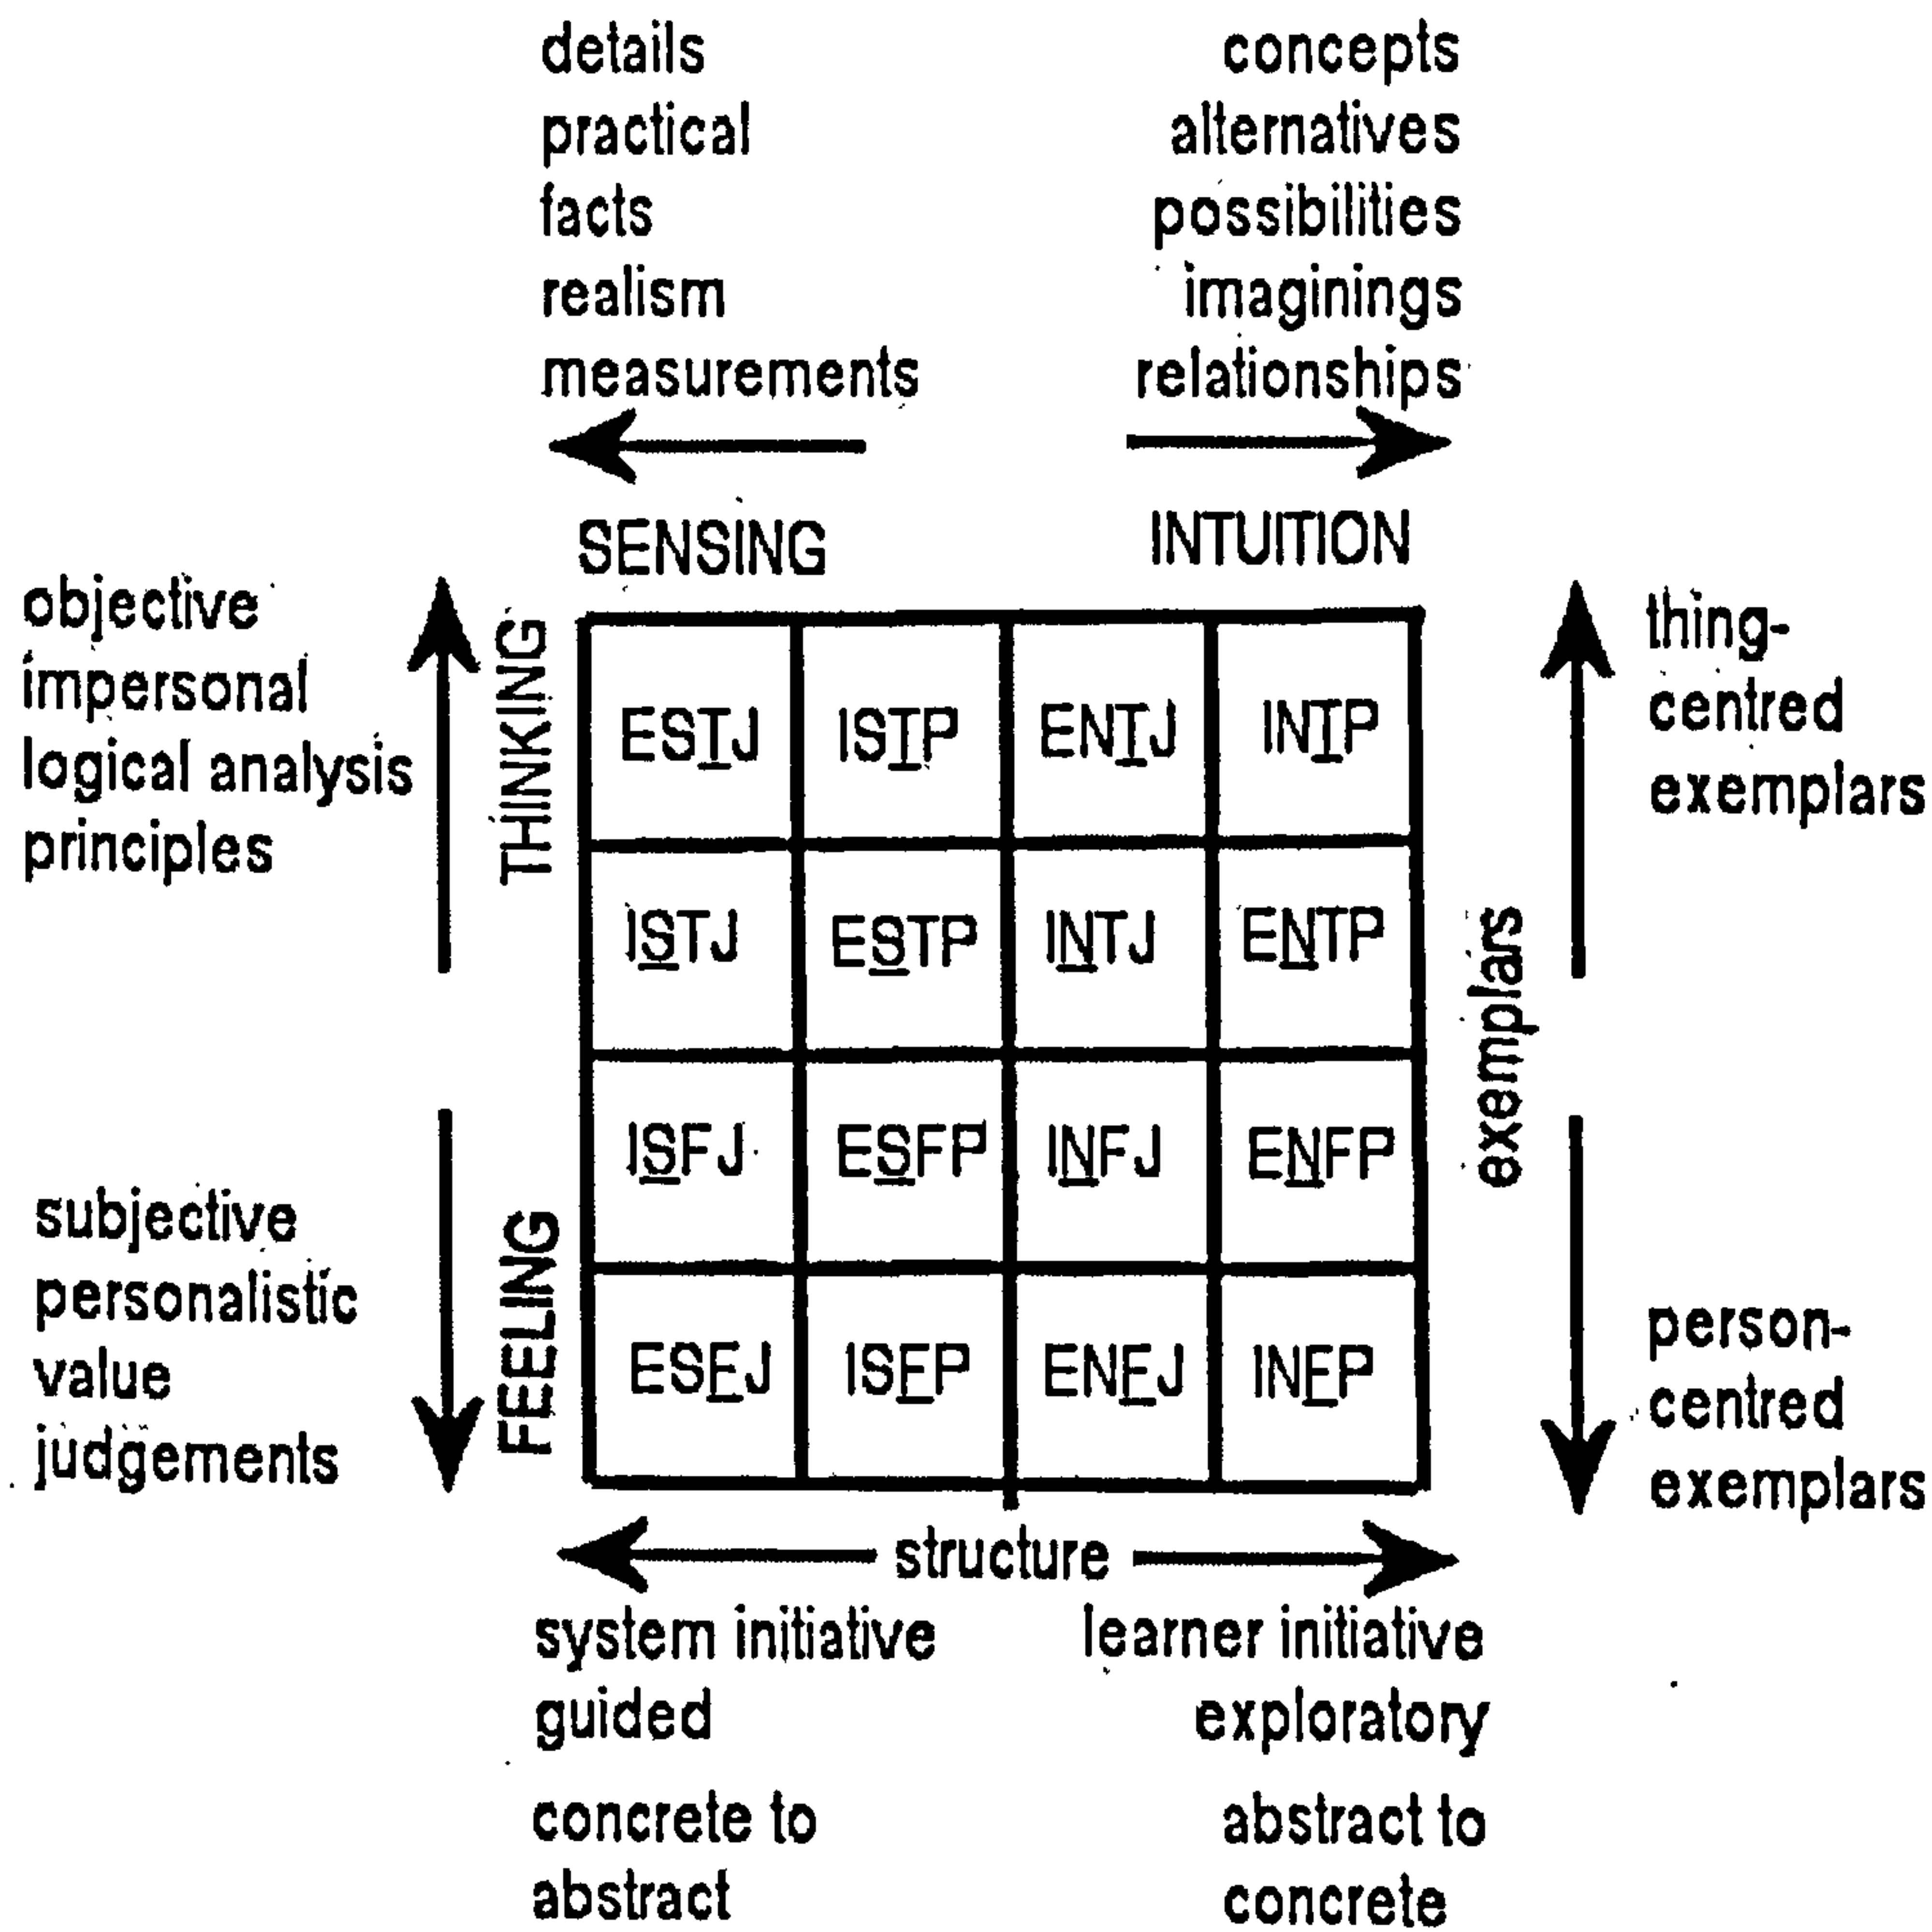 details
practical
facts
realism
measurements
concepts
alternatives
possibilities
imaginings
relationships
SENSING
INTUITION
objective
impersonal
logical analysis
principles
THINKING
thing-
centred
exemplars
ESTJ ISTP ENTJ INTP
ISTJ ESTP INTJ ENTP
ISFJ ESFP INFJ ENFP
ESFJ ISFP ENFJ INFP
exemplars
subjective
personalistic
value
judgements
FEELING
person-
centred
exemplars
structure
system initiative
guided
concrete to
abstract
learner initiative
exploratory
abstract to
concrete